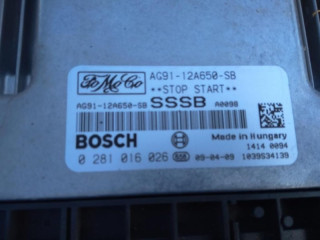 FoMoCo AG91-12A650-SB
**STOP START**
AG91-12A650-SB SSSB A009B
BOSCH Made in Hungary
1414 0094
0 281 016 026 09-04-09 1039S34139